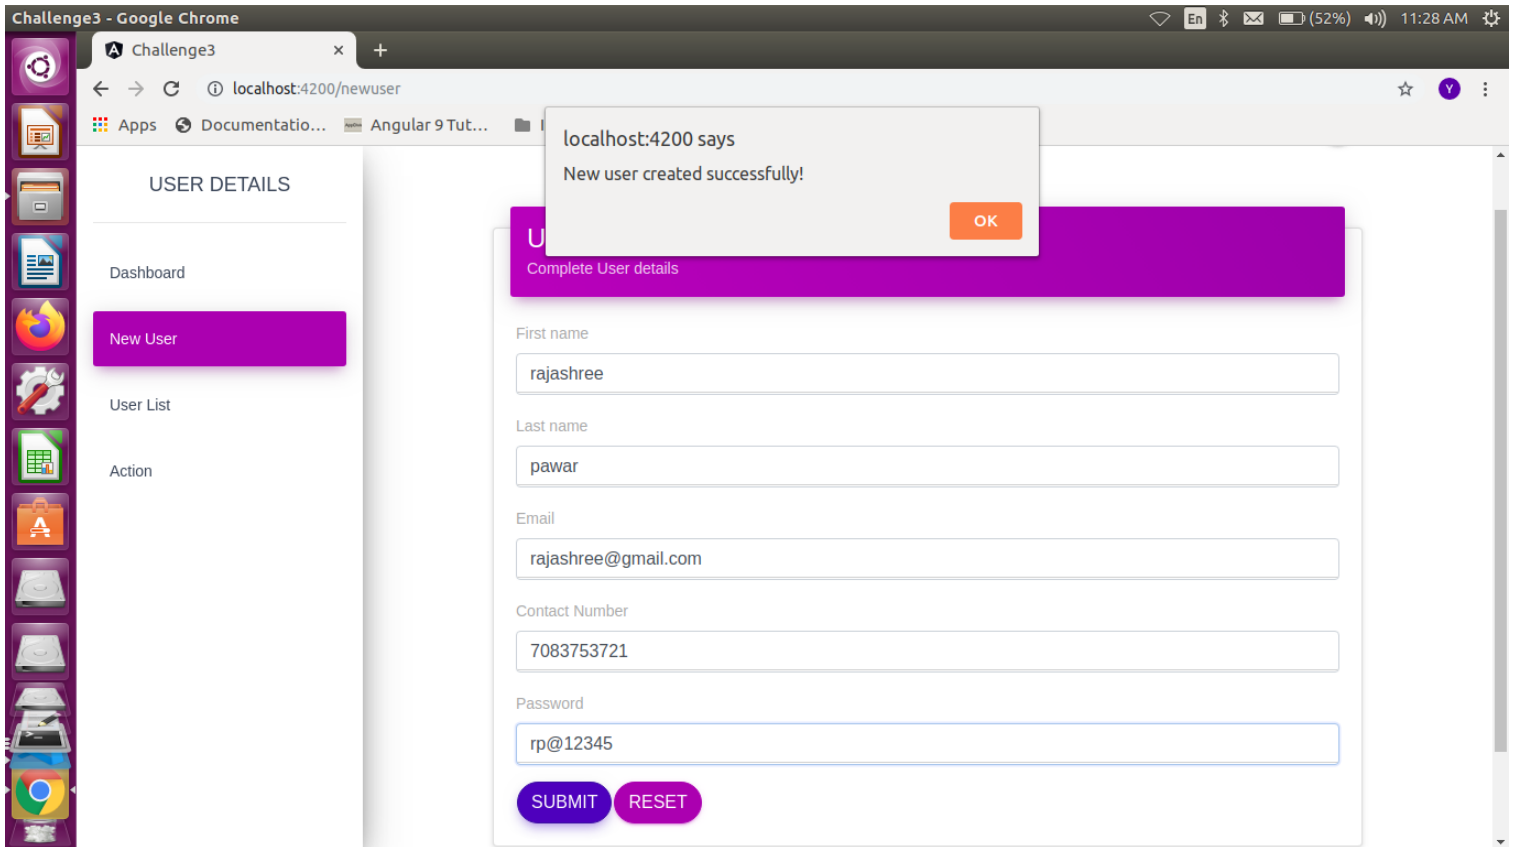 Challenge3 - Google Chrome
En
(52%)
11:28 AM
Challenge3
localhost:4200/newuser
Y
Apps
Documentatio...
Angular 9 Tut...
localhost:4200 says
New user created successfully!
OK
USER DETAILS
Dashboard
New User
User List
Action
U
Complete User details
First name
rajashree
Last name
pawar
Email
rajashree@gmail.com
Contact Number
7083753721
Password
rp@12345
SUBMIT
RESET